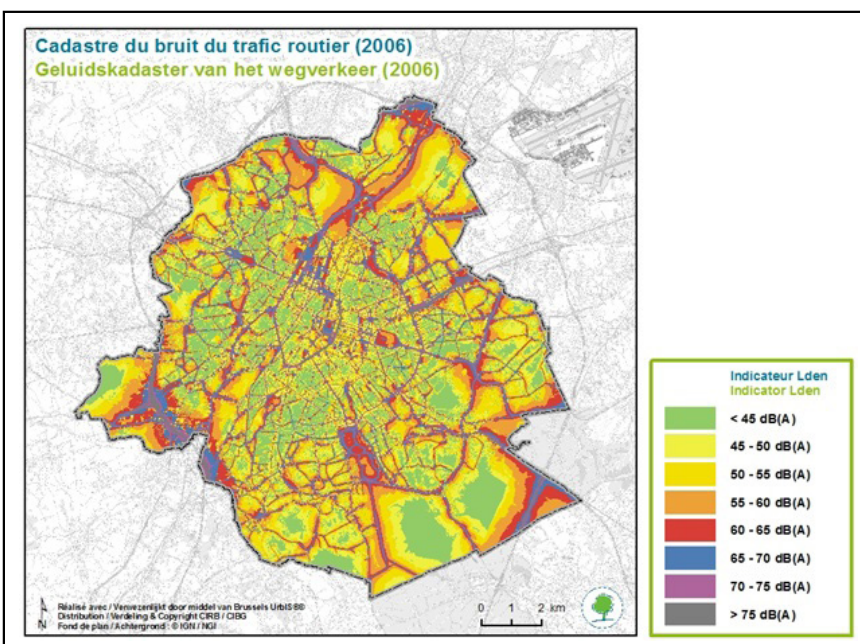 Cadastre du bruit du trafic routier (2006)
Geluidskadaster van het wegverkeer (2006)
Indicateur Lden
Indicator Lden
< 45 dB(A)
45 - 50 dB(A)
50 - 55 dB(A)
55 - 60 dB(A)
60 - 65 dB(A)
65 - 70 dB(A)
70 - 75 dB(A)
> 75 dB(A)
N
Réalisé avec / Verwezenlijkt door middel van Brussels UrbIS®©
Distribution / Verdeling & Copyright CIRB / CIBG
Fond de plan / Achtergrond : © IGN / NGI
0 1 2 km